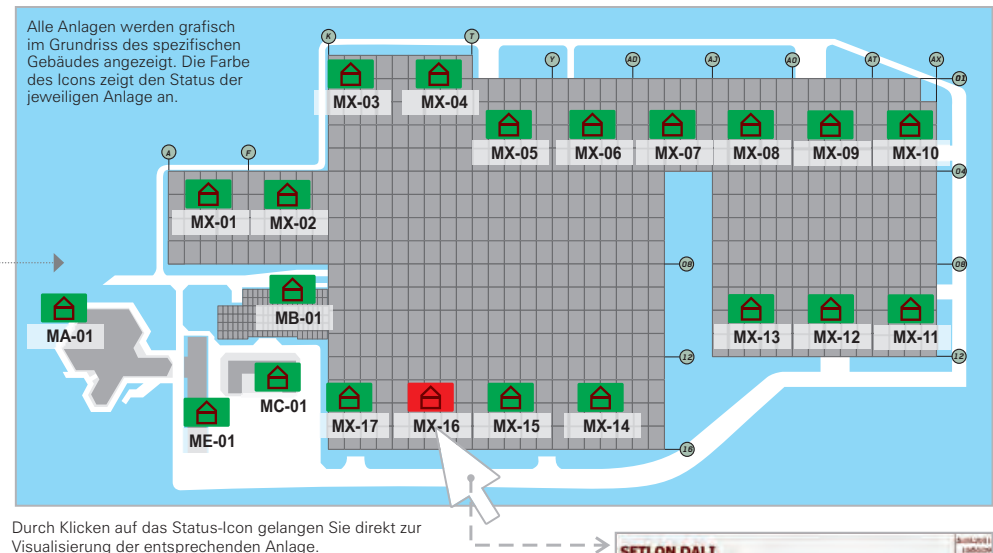 Alle Anlagen werden grafisch
im Grundriss des spezifischen
Gebäudes angezeigt. Die Farbe
des Icons zeigt den Status der
jeweiligen Anlage an.
K T
Y AD AJ AO AT AX
01
MX-03 MX-04
MX-05 MX-06 MX-07 MX-08 MX-09 MX-10
A F
04
MX-01 MX-02
08 08
MB-01
MA-01
MX-13 MX-12 MX-11
12 12
MC-01
MX-17 MX-16 MX-15 MX-14
ME-01
16
Durch Klicken auf das Status-Icon gelangen Sie direkt zur
Visualisierung der entsprechenden Anlage.
SETLON DALI